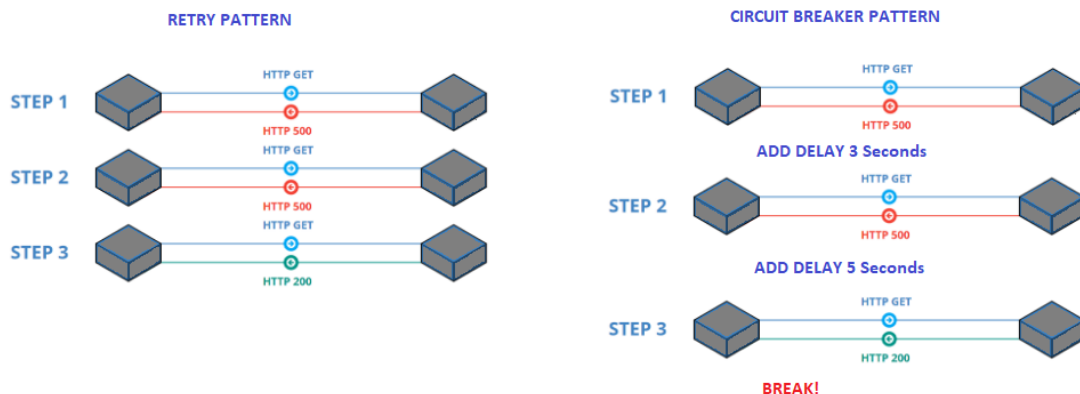 RETRY PATTERN
HTTP GET
STEP 1
HTTP 500
HTTP GET
STEP 2
HTTP 500
HTTP GET
STEP 3
HTTP 200
CIRCUIT BREAKER PATTERN
HTTP GET
STEP 1
HTTP 500
ADD DELAY 3 Seconds
HTTP GET
STEP 2
HTTP 500
ADD DELAY 5 Seconds
HTTP GET
STEP 3
HTTP 200
BREAK!